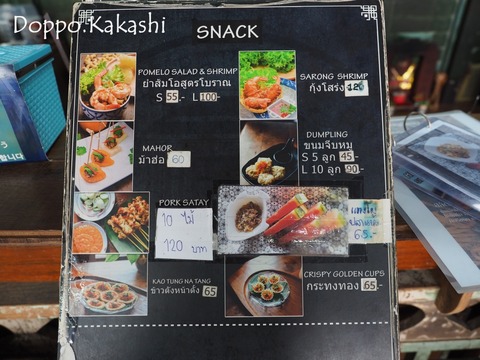 Doppo.Kakashi
SNACK
POMELO SALAD & SHRIMP
ยำส้มโอสูตรโบราณ
S 55.- L 100.-
SARONG SHRIMP
กุ้งโสร่ง 120
MAHOR
ม้าฮ่อ 60
DUMPLING
ขนมจีบหมู
S 5 ลูก 45.-
L 10 ลูก 90.-
PORK SATAY
10 ไม้
120 บาท
65.-
KAO TUNG NA TANG
ข้าวตังหน้าตั้ง 65
CRISPY GOLDEN CUPS
กระทงทอง 65.-